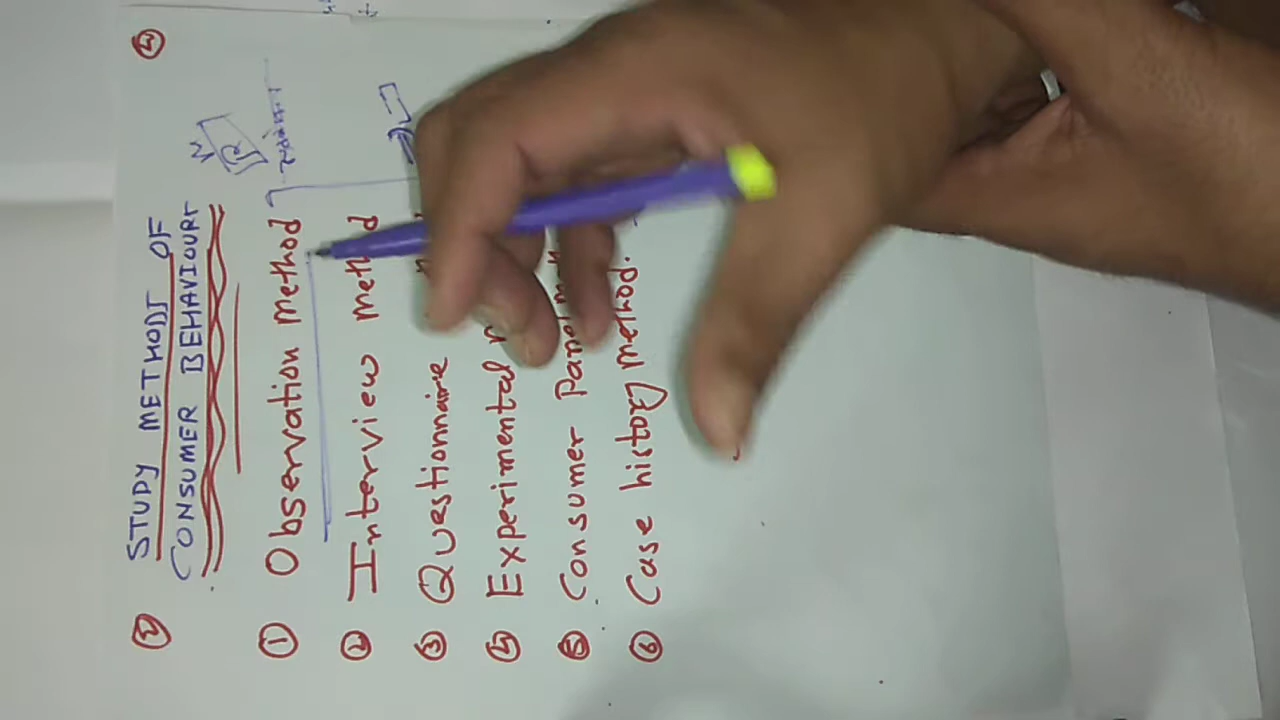 STUDY METHODS OF
CONSUMER BEHAVIOUR
① Observation Method
② Interview Method
③ Questionnaire
④ Experimental
⑤ Consumer Panel
⑥ Case history method.